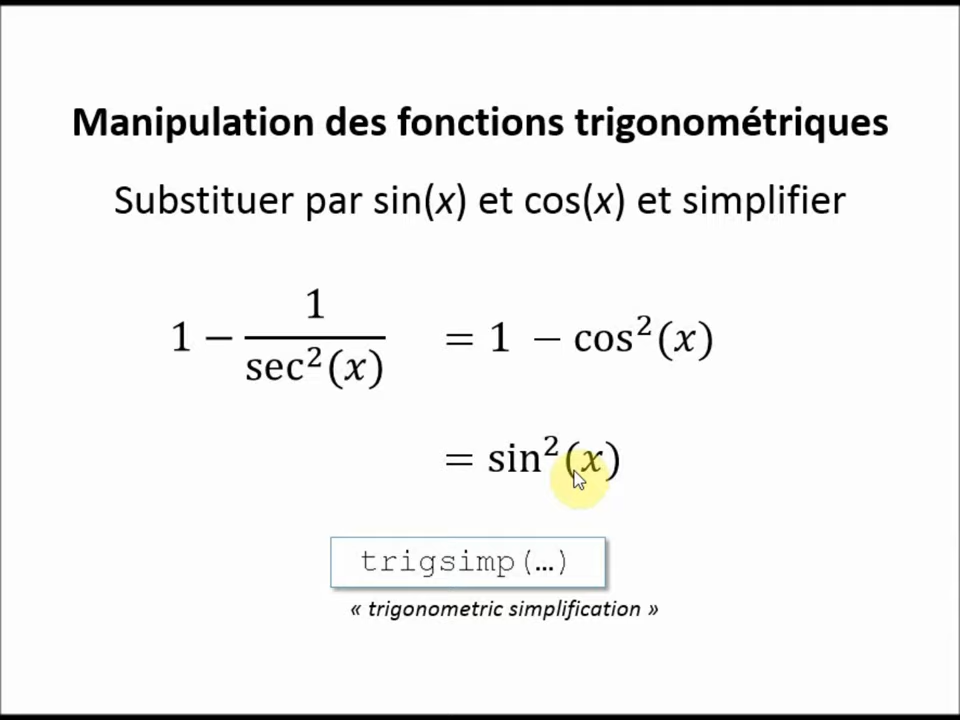 Manipulation des fonctions trigonométriques
Substituer par sin(x) et cos(x) et simplifier
1 − 1/sec²(x) = 1 − cos²(x)
= sin²(x)
trigsimp(…)
« trigonometric simplification »